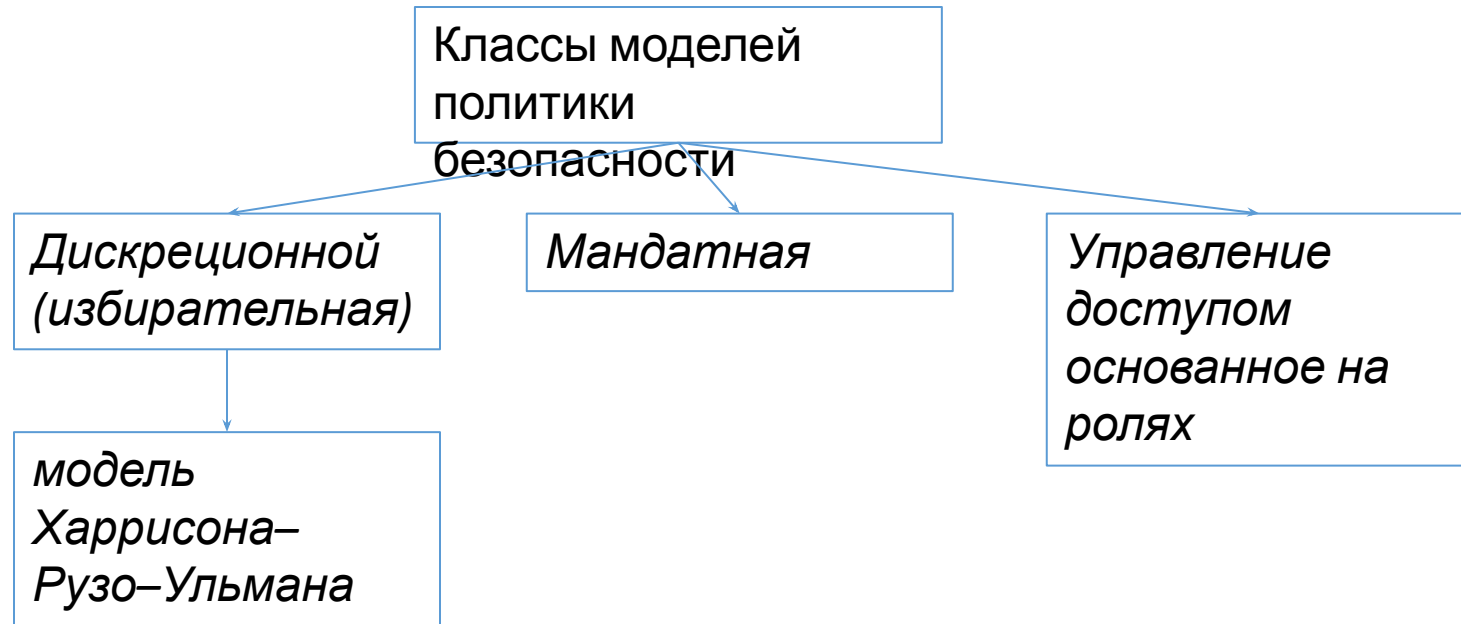 Классы моделей
политики
безопасности
Дискреционной
(избирательная)
Мандатная
Управление
доступом
основанное на
ролях
модель
Харрисона–
Рузо–Ульмана